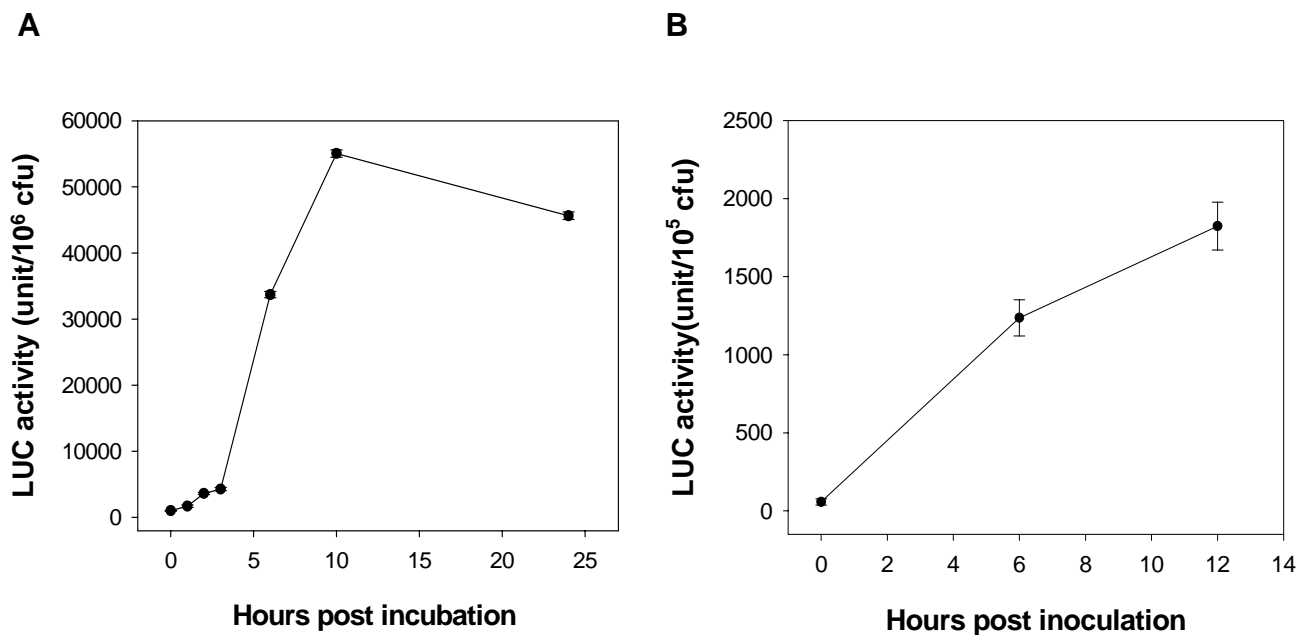 A
LUC activity (unit/10⁶ cfu)
60000
50000
40000
30000
20000
10000
0
0 5 10 15 20 25
Hours post incubation
B
LUC activity(unit/10⁵ cfu)
2500
2000
1500
1000
500
0
0 2 4 6 8 10 12 14
Hours post inoculation